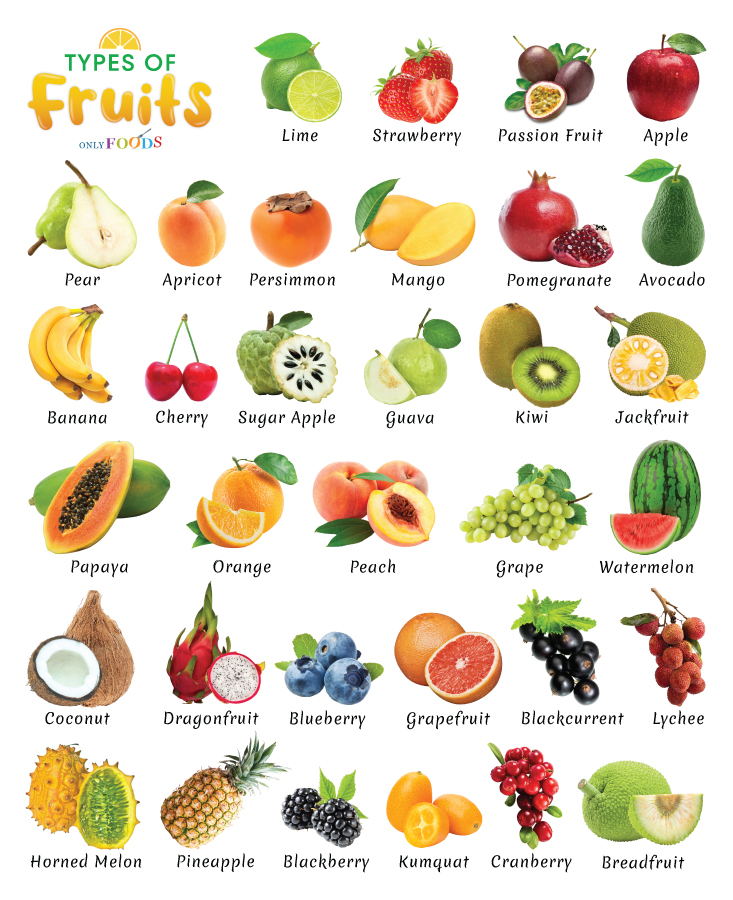 TYPES OF
Fruits
ONLY FOODS
Lime
Strawberry
Passion Fruit
Apple
Pear
Apricot
Persimmon
Mango
Pomegranate
Avocado
Banana
Cherry
Sugar Apple
Guava
Kiwi
Jackfruit
Papaya
Orange
Peach
Grape
Watermelon
Coconut
Dragonfruit
Blueberry
Grapefruit
Blackcurrent
Lychee
Horned Melon
Pineapple
Blackberry
Kumquat
Cranberry
Breadfruit